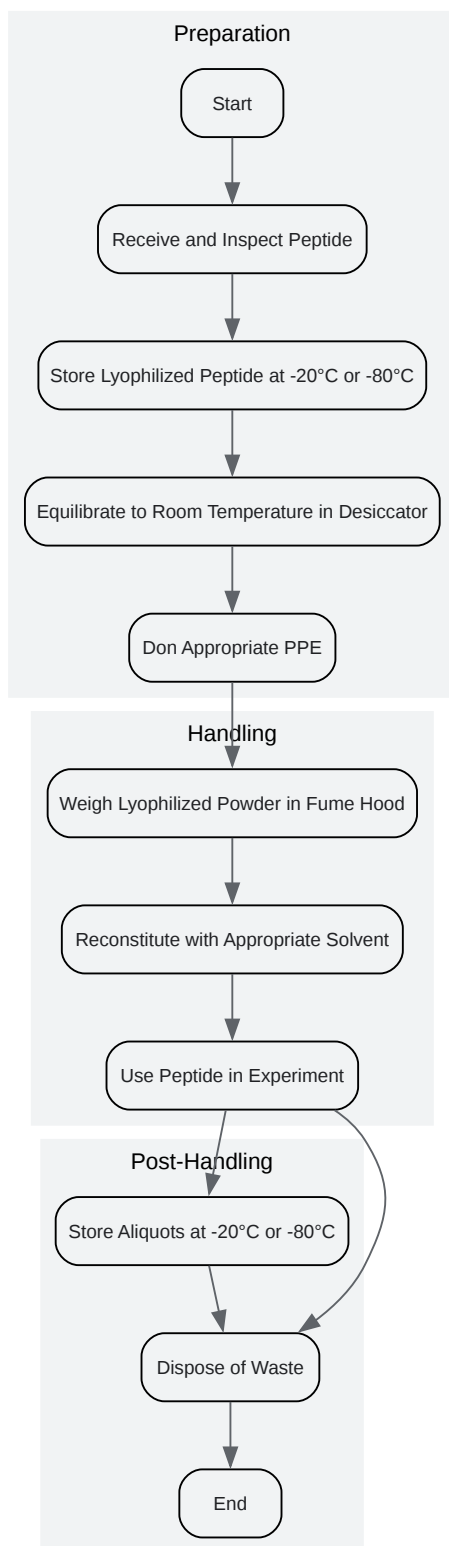 Preparation
Start
Receive and Inspect Peptide
Store Lyophilized Peptide at -20°C or -80°C
Equilibrate to Room Temperature in Desiccator
Don Appropriate PPE
Handling
Weigh Lyophilized Powder in Fume Hood
Reconstitute with Appropriate Solvent
Use Peptide in Experiment
Post-Handling
Store Aliquots at -20°C or -80°C
Dispose of Waste
End